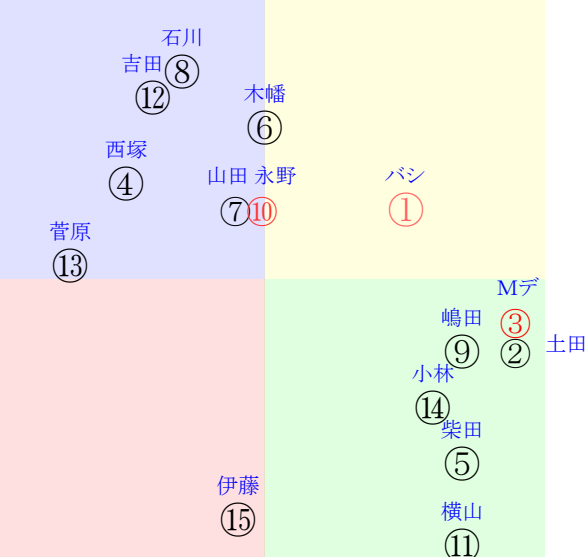 石川
吉田⑧
⑫
木幡
⑥
西塚
④
山田 永野
⑦⑩
バシ
①
菅原
⑬
Mデ
嶋田 ③
⑨ ② 土田
小林
⑭
柴田
⑤
伊藤
⑮
横山
⑪